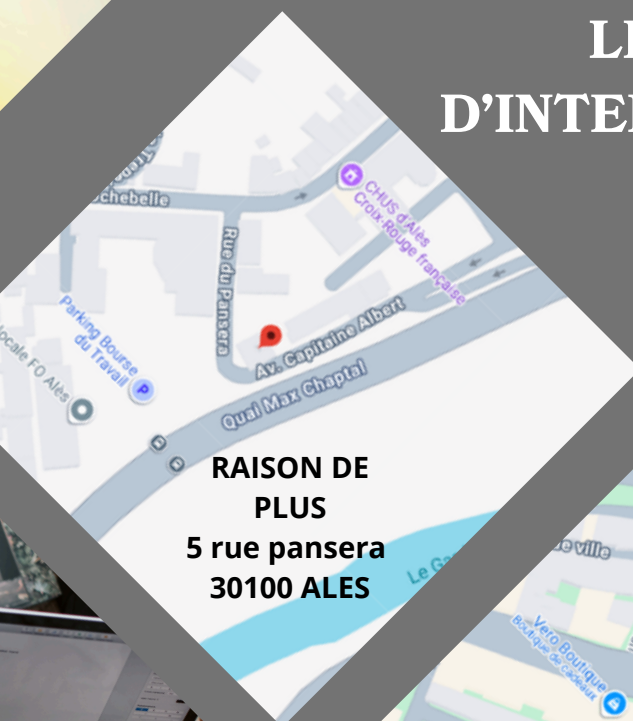 LE
D'INTE
CHUS d'Alès
Croix-Rouge française
chebelle
Rue du Pansera
Av. Capitaine Albert
Parking Bourse
du Travail
ocale FO Alès
Quai Max Chaptal
RAISON DE
PLUS
5 rue pansera
30100 ALES
Le Ga
e ville
Vero Boutique
Boutique de cadeaux